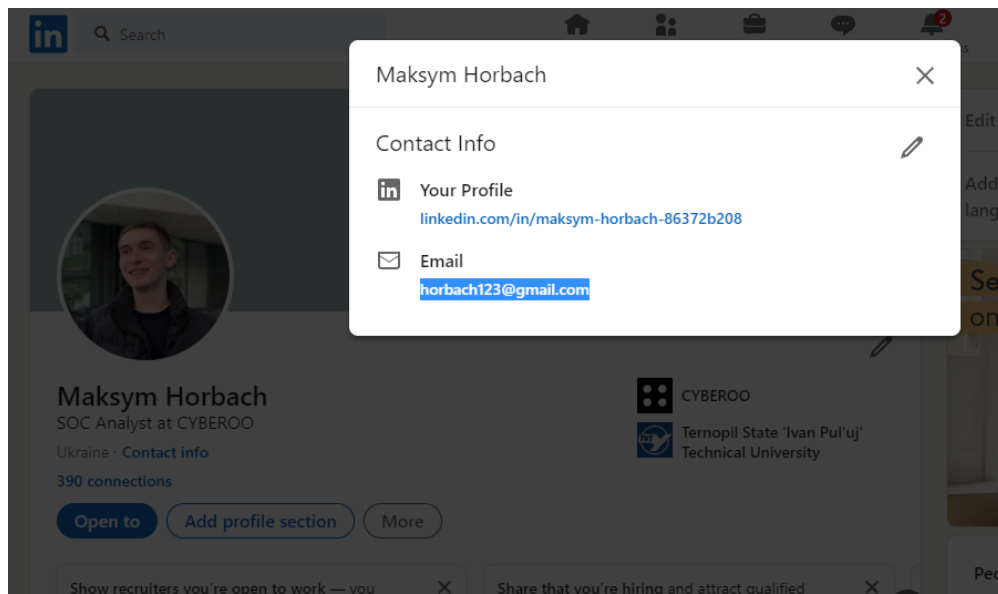 in
Search
2
s
Maksym Horbach
Contact Info
Edit
in
Your Profile
linkedin.com/in/maksym-horbach-86372b208
Add
lang
Email
horbach123@gmail.com
Se
on
Maksym Horbach
SOC Analyst at CYBEROO
Ukraine · Contact info
390 connections
CYBEROO
Ternopil State 'Ivan Pul'uj'
Technical University
Open to
Add profile section
More
Show recruiters you're open to work — you
Share that you're hiring and attract qualified